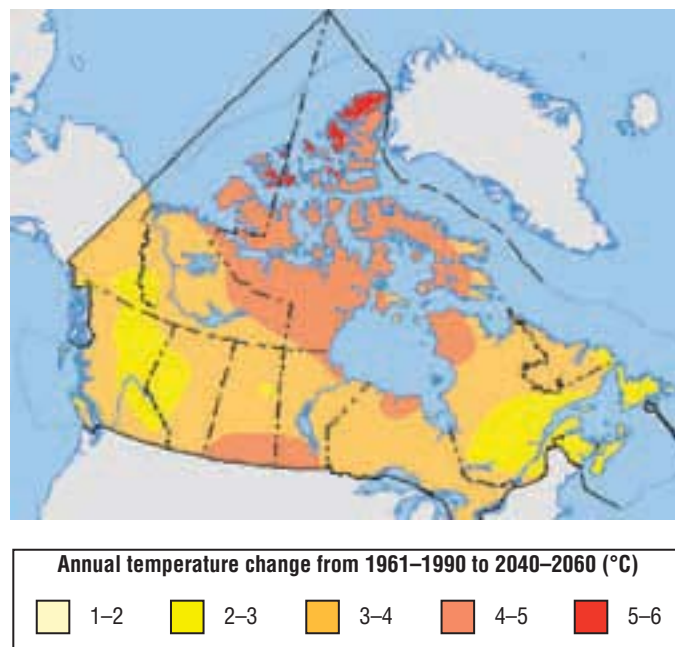 Annual temperature change from 1961–1990 to 2040–2060 (°C)
1–2 2–3 3–4 4–5 5–6